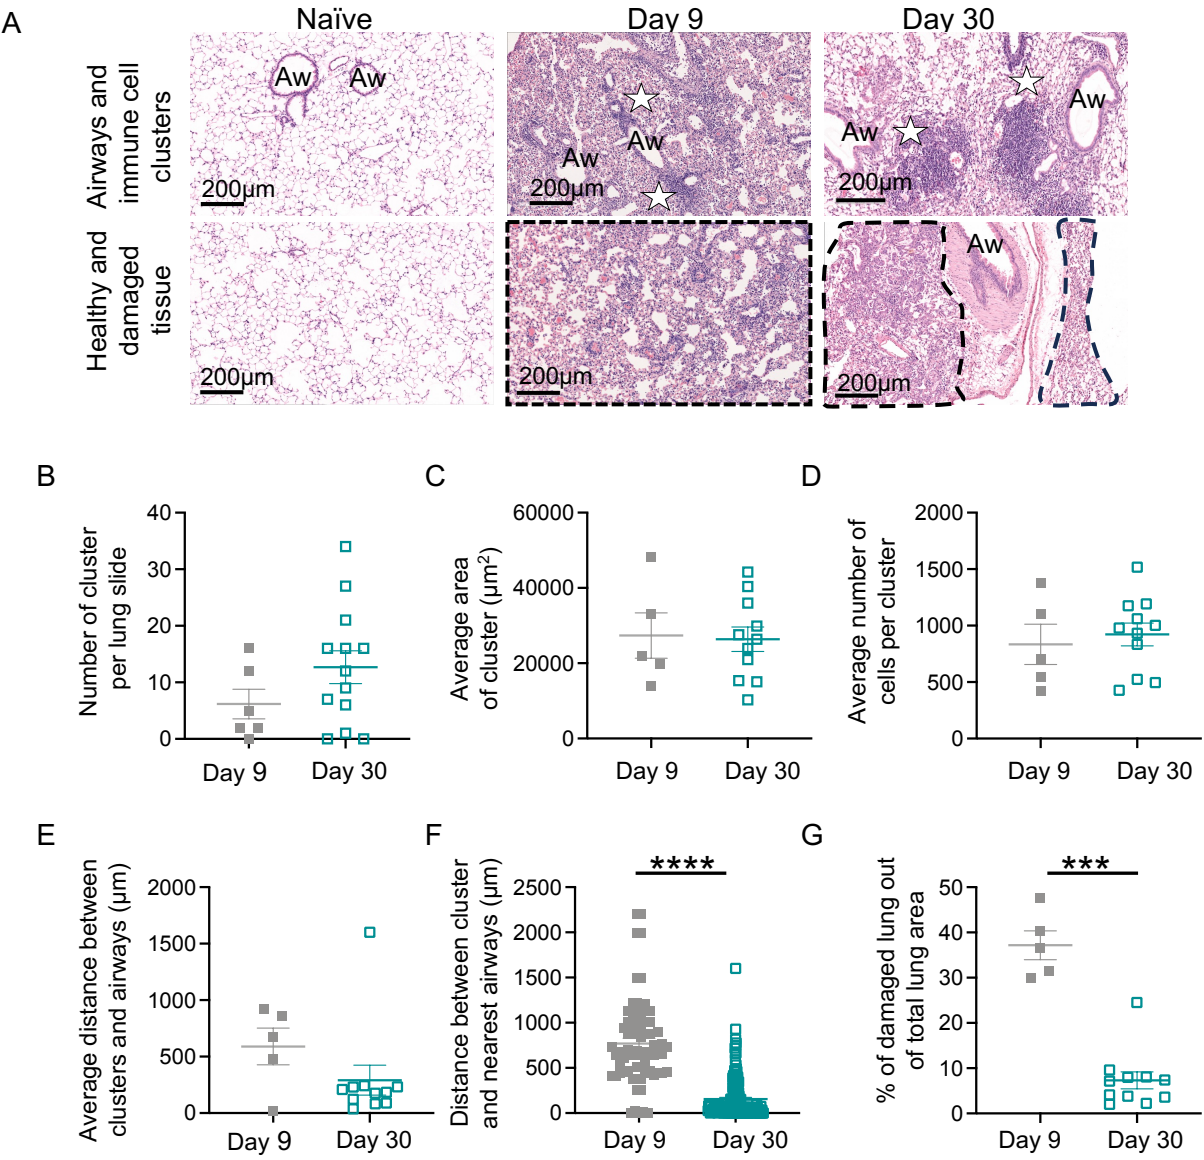 A
Naïve
Day 9
Day 30
Airways and
immune cell
clusters
Aw
Aw
200µm
Aw
Aw
200µm
Aw
Aw
200µm
Healthy and
damaged
tissue
200µm
200µm
Aw
200µm
B
Number of cluster
per lung slide
40
30
20
10
0
Day 9
Day 30
C
Average area
of cluster (µm²)
60000
40000
20000
0
Day 9
Day 30
D
Average number of
cells per cluster
2000
1500
1000
500
0
Day 9
Day 30
E
Average distance between
clusters and airways (µm)
2000
1500
1000
500
0
Day 9
Day 30
F
Distance between cluster
and nearest airways (µm)
****
2500
2000
1500
1000
500
0
Day 9
Day 30
G
% of damaged lung out
of total lung area
***
50
40
30
20
10
0
Day 9
Day 30